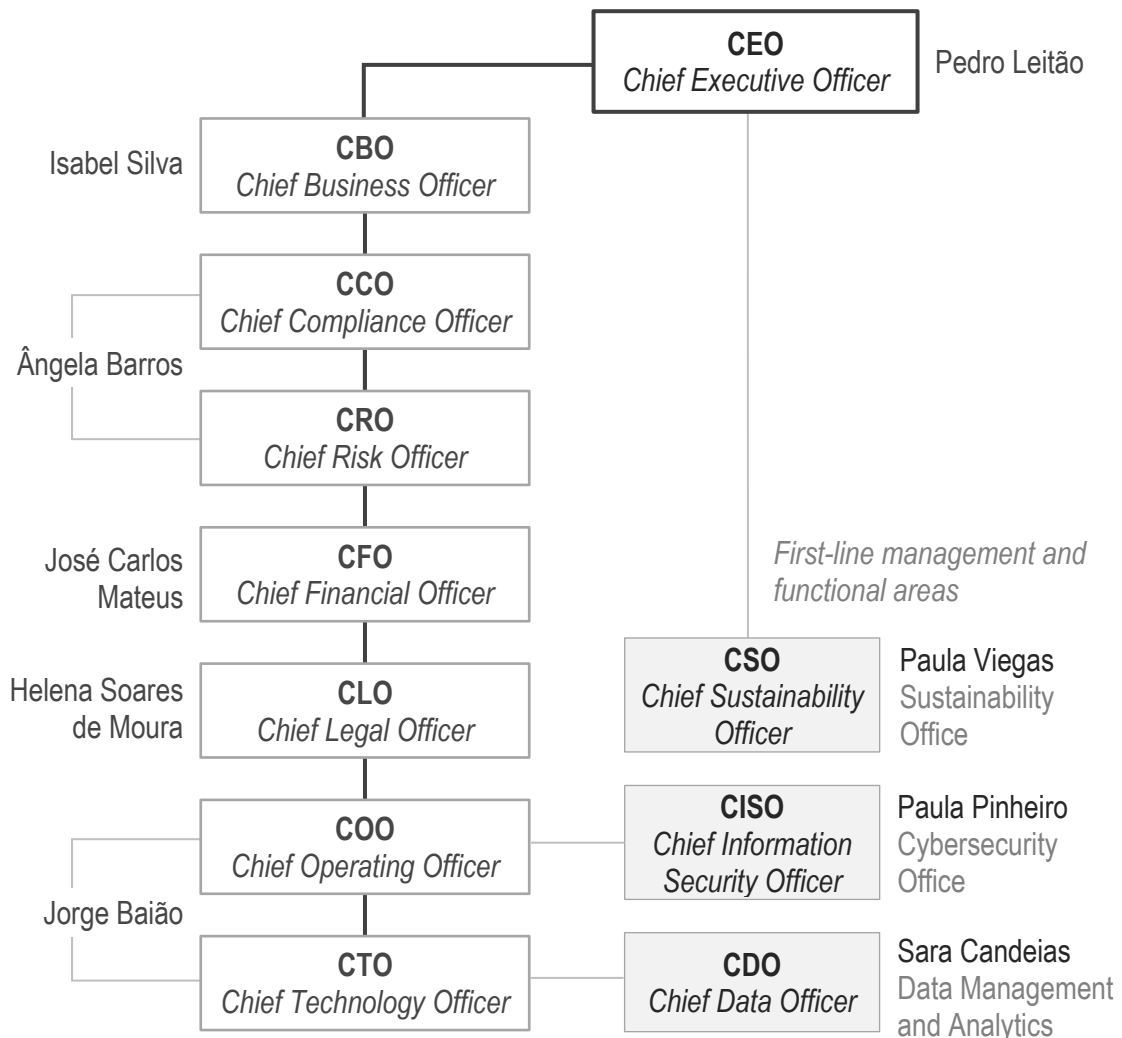 CEO
Chief Executive Officer
Pedro Leitão
Isabel Silva
CBO
Chief Business Officer
CCO
Chief Compliance Officer
Ângela Barros
CRO
Chief Risk Officer
José Carlos
Mateus
CFO
Chief Financial Officer
First-line management and
functional areas
Helena Soares
de Moura
CLO
Chief Legal Officer
CSO
Chief Sustainability
Officer
Paula Viegas
Sustainability
Office
COO
Chief Operating Officer
CISO
Chief Information
Security Officer
Paula Pinheiro
Cybersecurity
Office
Jorge Baião
CTO
Chief Technology Officer
CDO
Chief Data Officer
Sara Candeias
Data Management
and Analytics